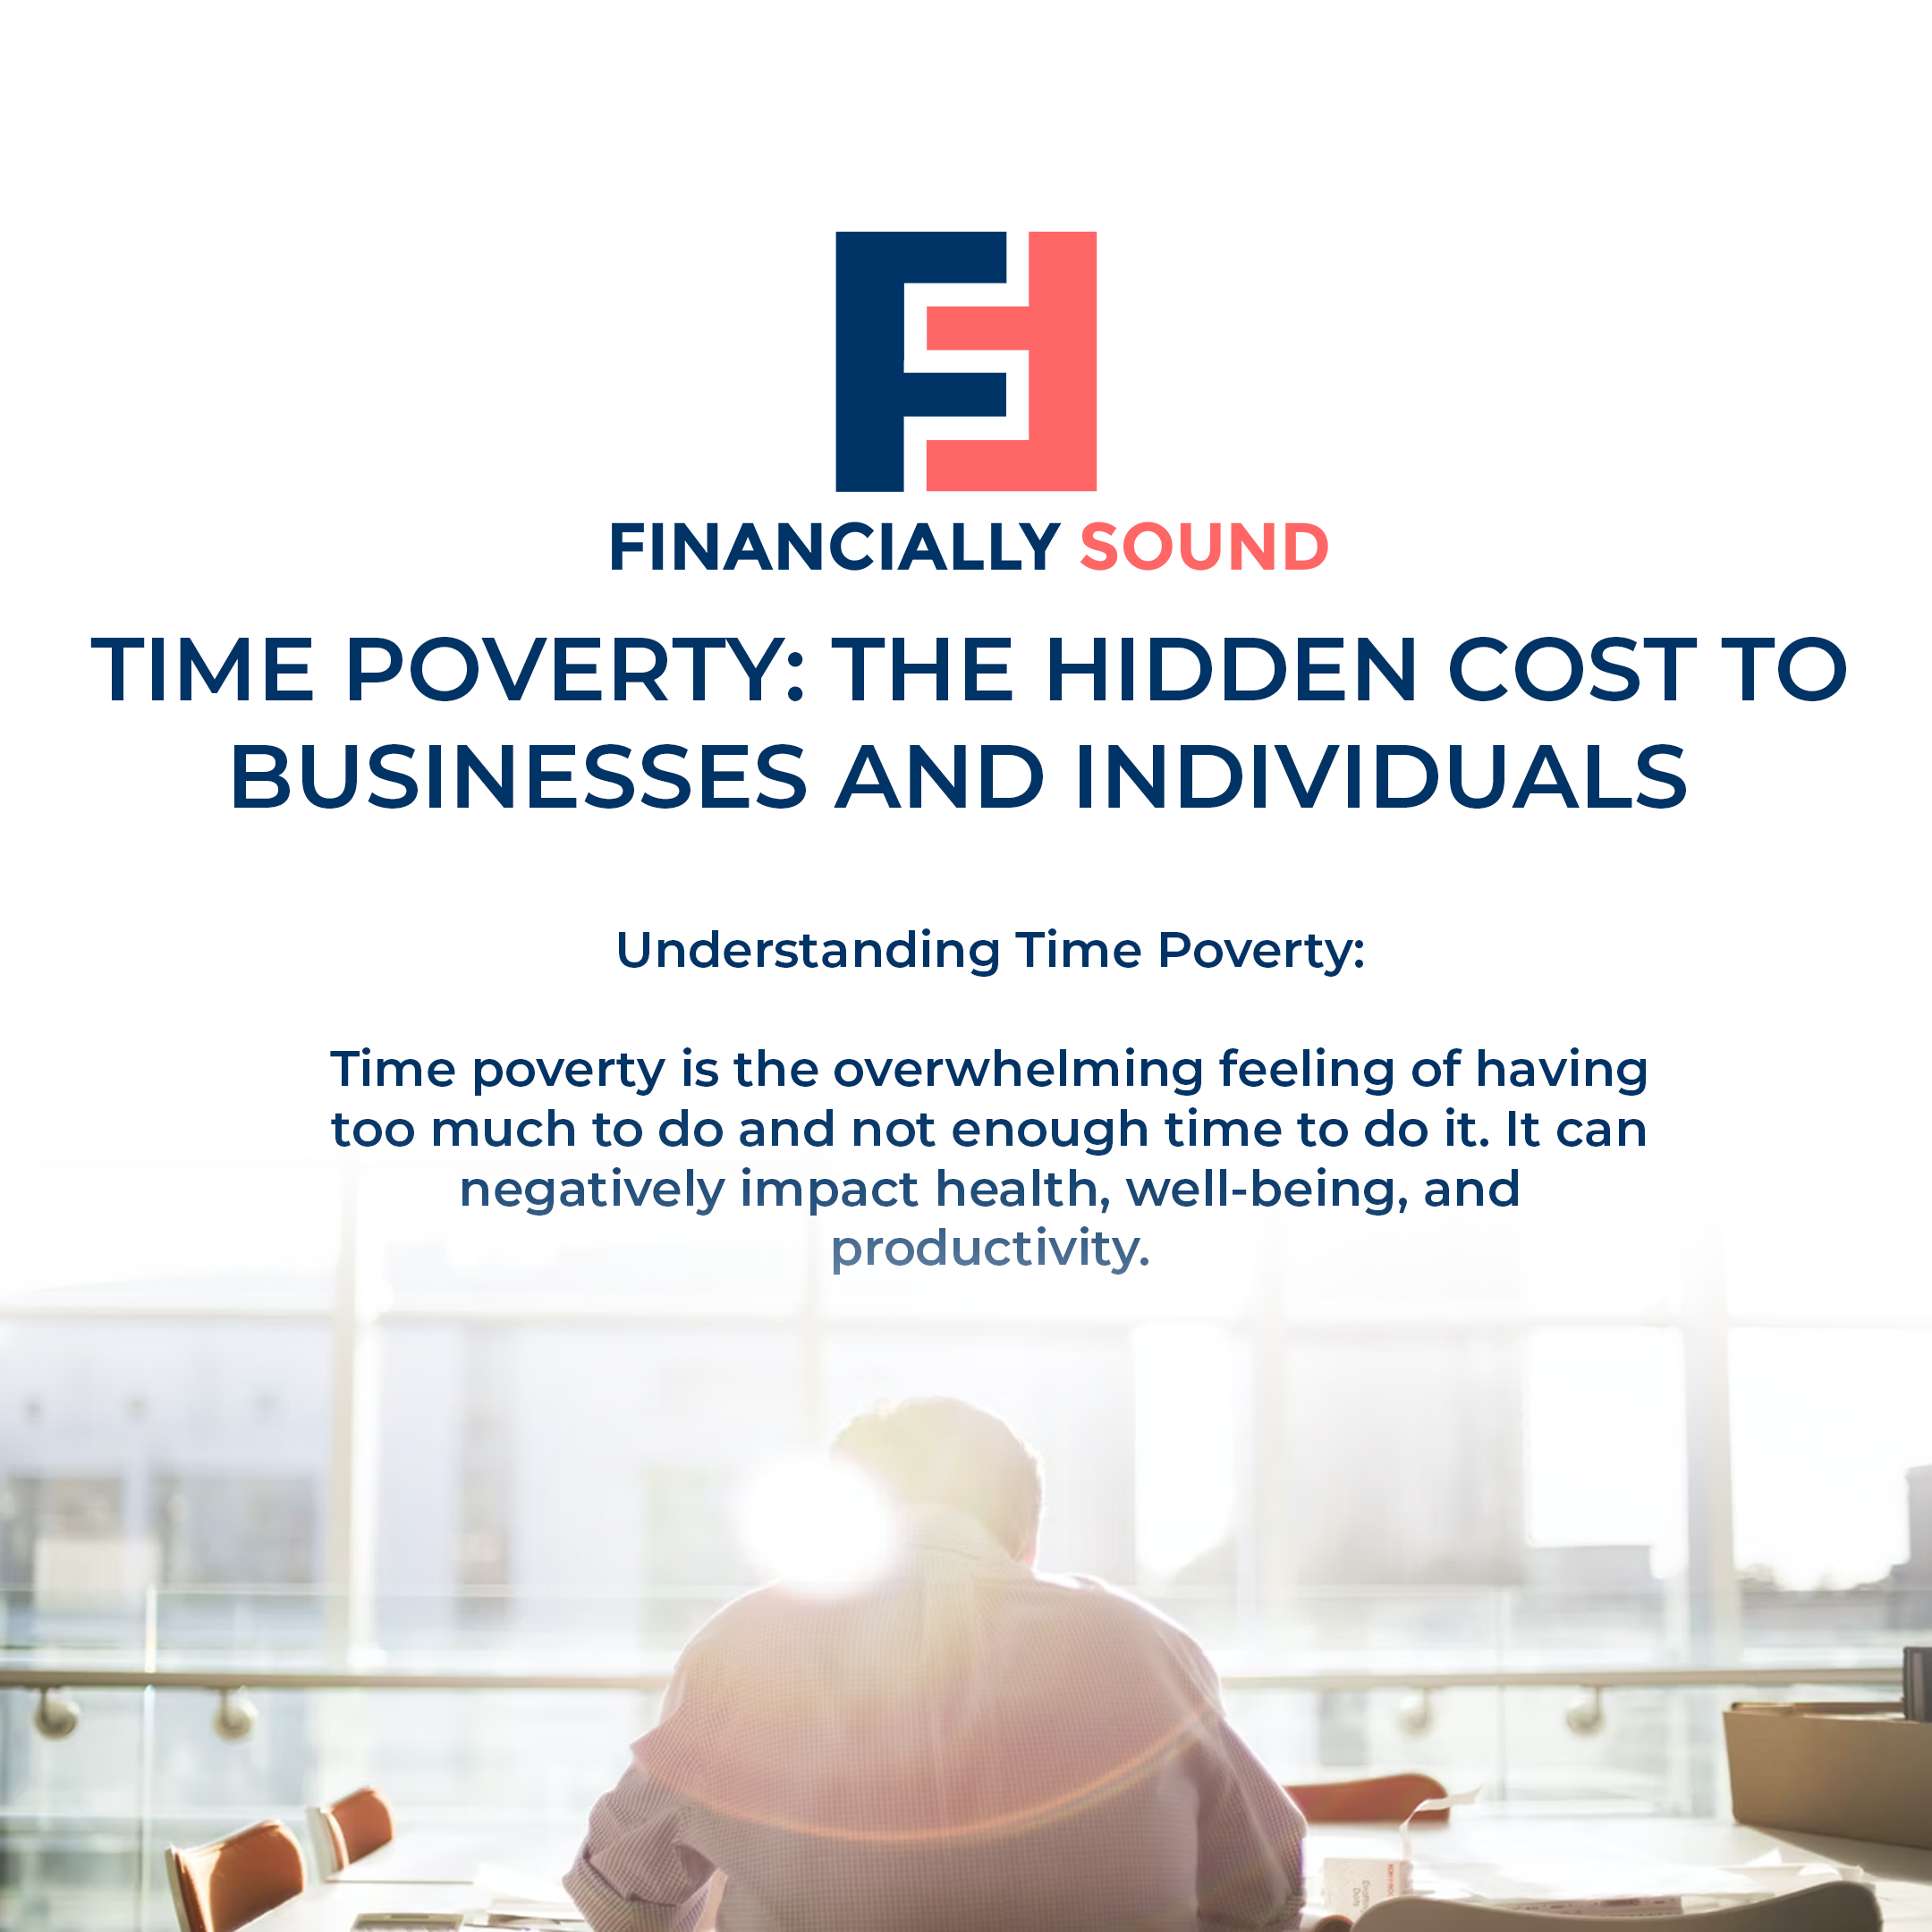 FINANCIALLY SOUND
TIME POVERTY: THE HIDDEN COST TO
BUSINESSES AND INDIVIDUALS
Understanding Time Poverty:
Time poverty is the overwhelming feeling of having
too much to do and not enough time to do it. It can
negatively impact health, well-being, and
productivity.